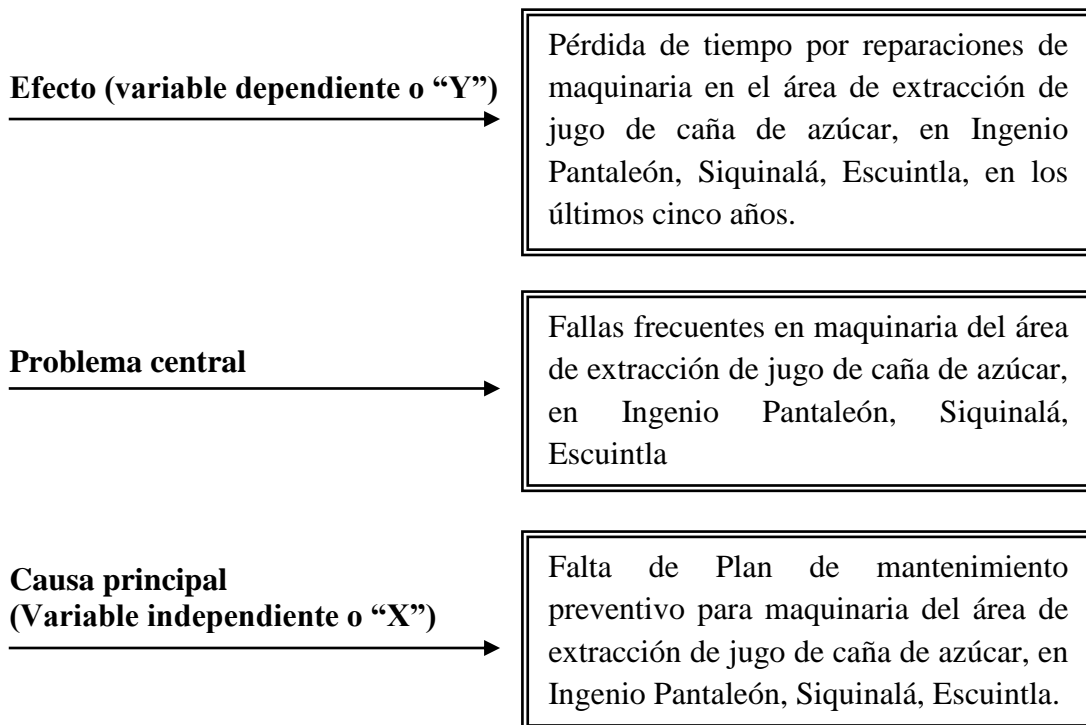 Efecto (variable dependiente o “Y”)
Pérdida de tiempo por reparaciones de
maquinaria en el área de extracción de
jugo de caña de azúcar, en Ingenio
Pantaleón, Siquinalá, Escuintla, en los
últimos cinco años.
Problema central
Fallas frecuentes en maquinaria del área
de extracción de jugo de caña de azúcar,
en Ingenio Pantaleón, Siquinalá,
Escuintla
Causa principal
(Variable independiente o “X”)
Falta de Plan de mantenimiento
preventivo para maquinaria del área de
extracción de jugo de caña de azúcar, en
Ingenio Pantaleón, Siquinalá, Escuintla.